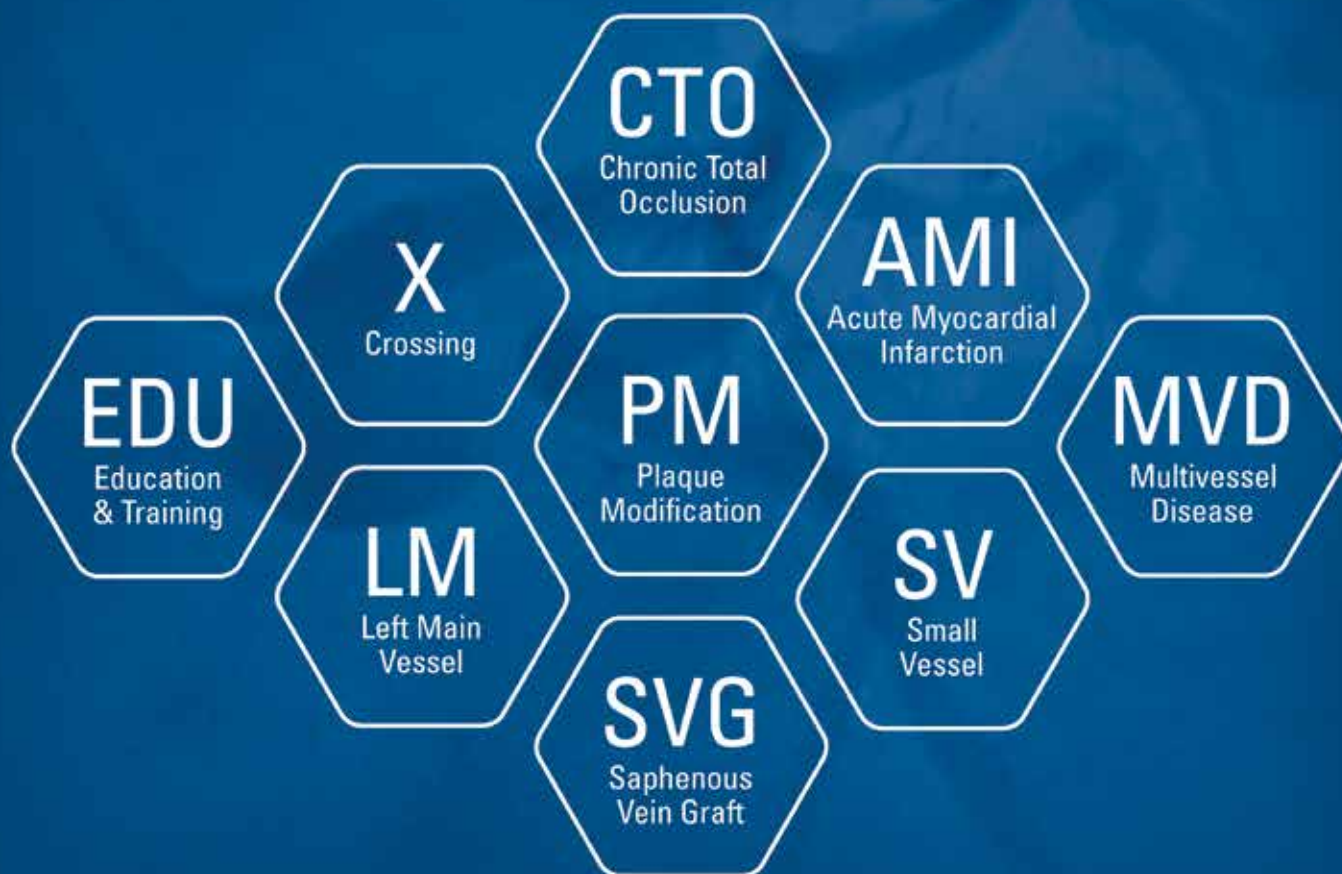 CTO
Chronic Total
Occlusion
X
Crossing
AMI
Acute Myocardial
Infarction
EDU
Education
& Training
PM
Plaque
Modification
MVD
Multivessel
Disease
LM
Left Main
Vessel
SV
Small
Vessel
SVG
Saphenous
Vein Graft